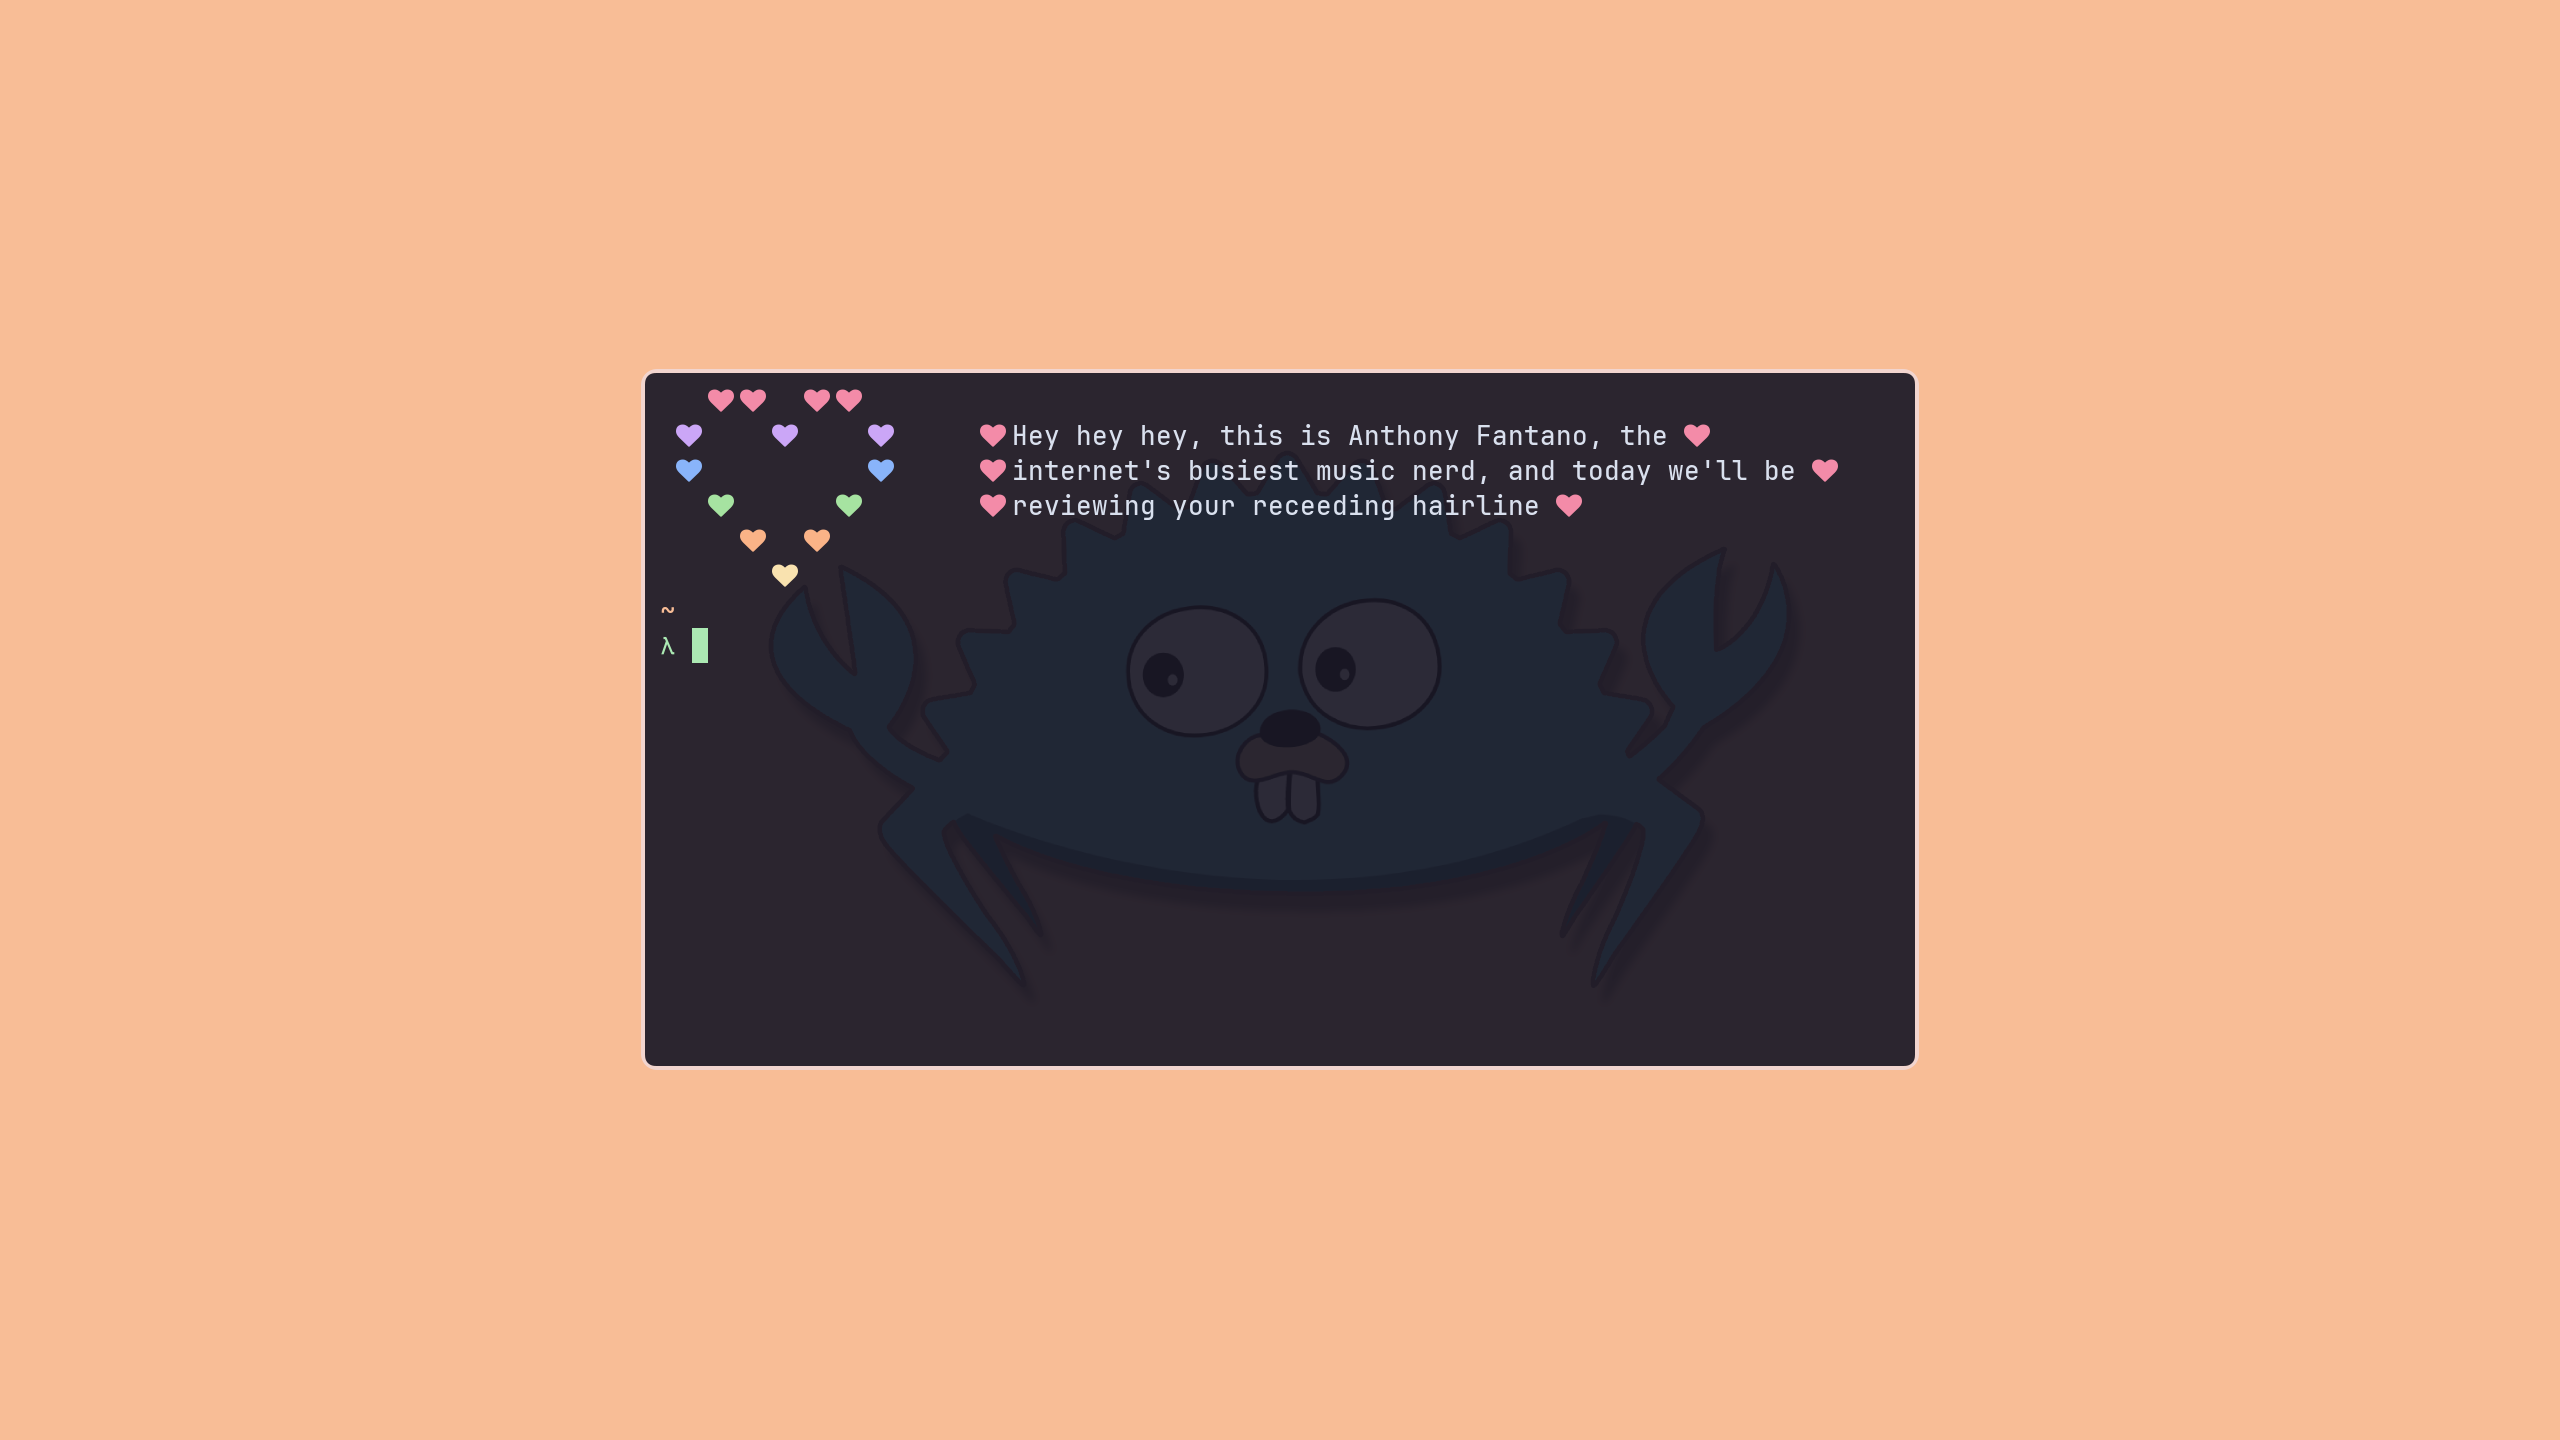 Hey hey hey, this is Anthony Fantano, the
internet's busiest music nerd, and today we'll be
reviewing your receeding hairline
~
λ